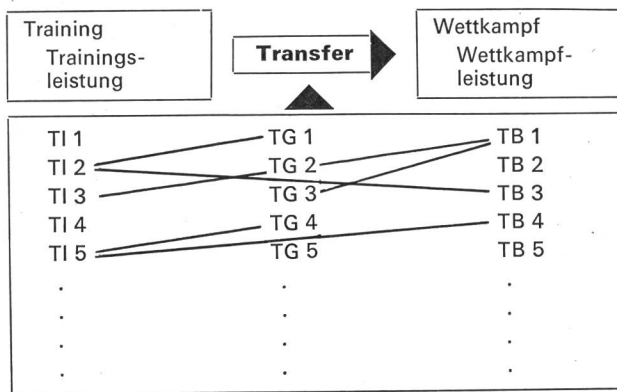 Training
Trainings-
leistung
Transfer
Wettkampf
Wettkampf-
leistung
TI 1 TG 1 TB 1
TI 2 TG 2 TB 2
TI 3 TG 3 TB 3
TI 4 TG 4 TB 4
TI 5 TG 5 TB 5
. . .
. . .
. . .
. . .